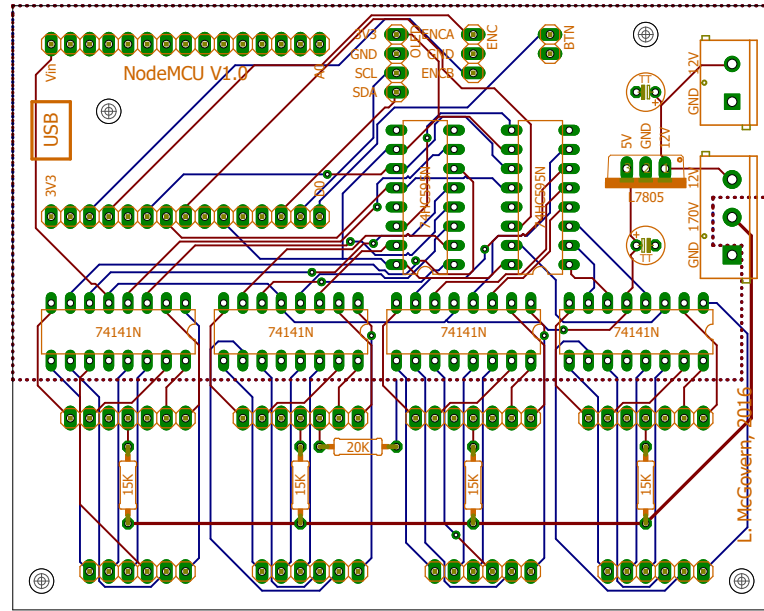 3V3
GND
SCL
SDA
OLED
ENCA
GND
ENCB
ENC
BTN
Vin
NodeMCU V1.0
A0
USB
3V3
D0
74HC595N
74HC595N
TT
+
5V
GND
12V
L7805
TT
+
12V
GND
12V
170V
GND
74141N
74141N
74141N
74141N
20K
15K
15K
15K
15K
L. McGovern, 2016